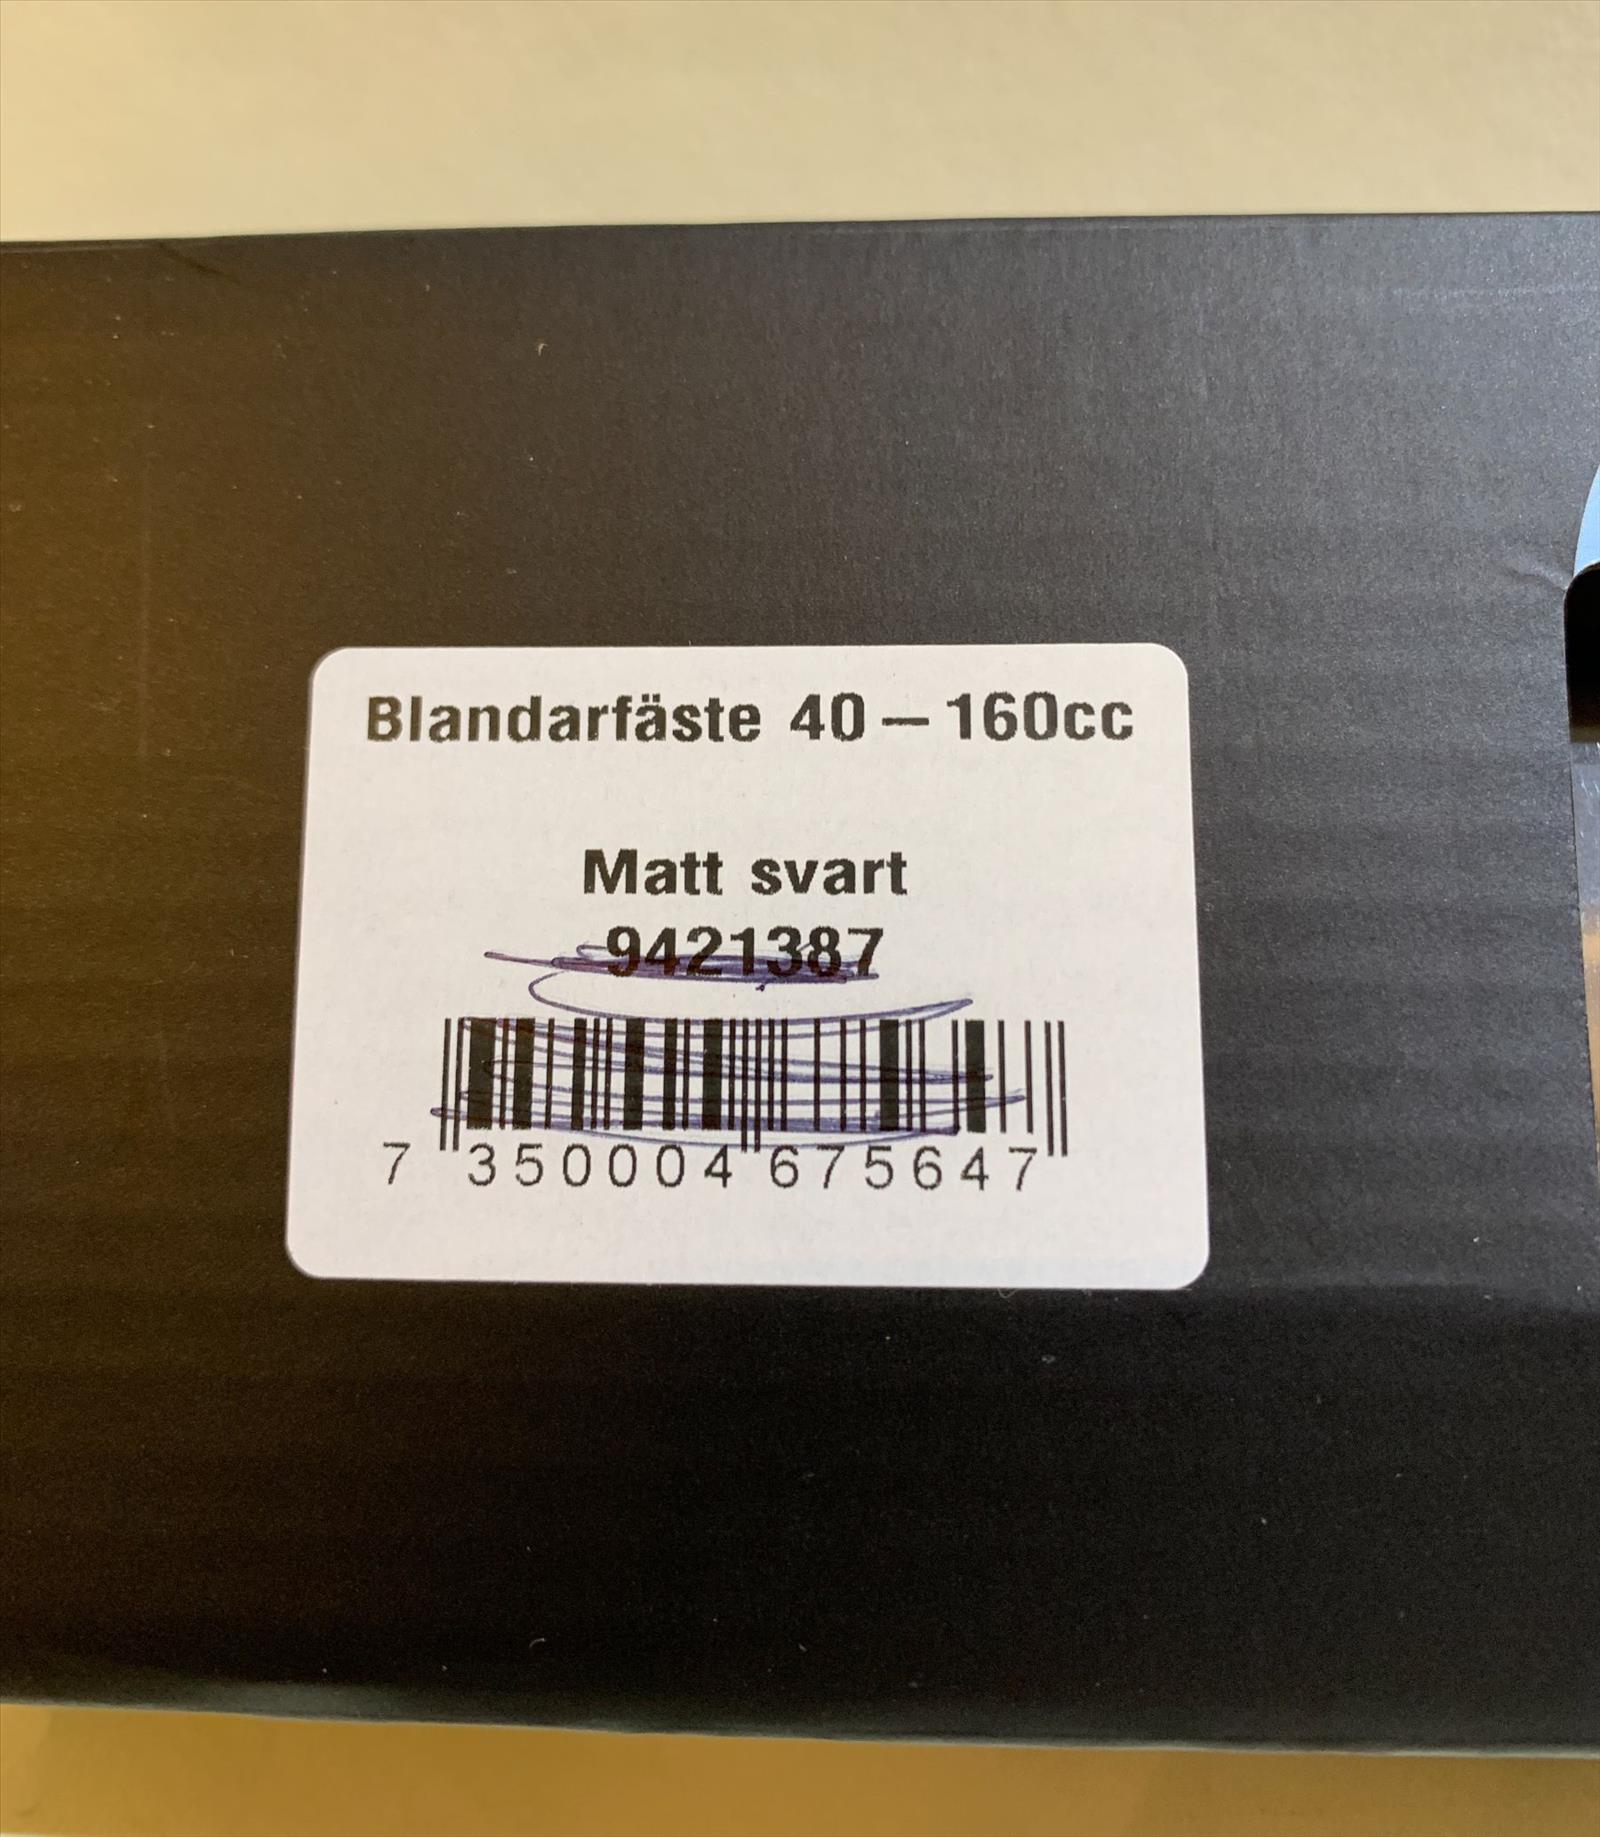 Blandarfäste 40 – 160cc
Matt svart
9421387
7 350004 675647